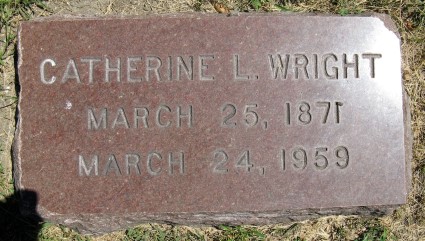 CATHERINE L. WRIGHT
MARCH 25, 1871
MARCH 24, 1959